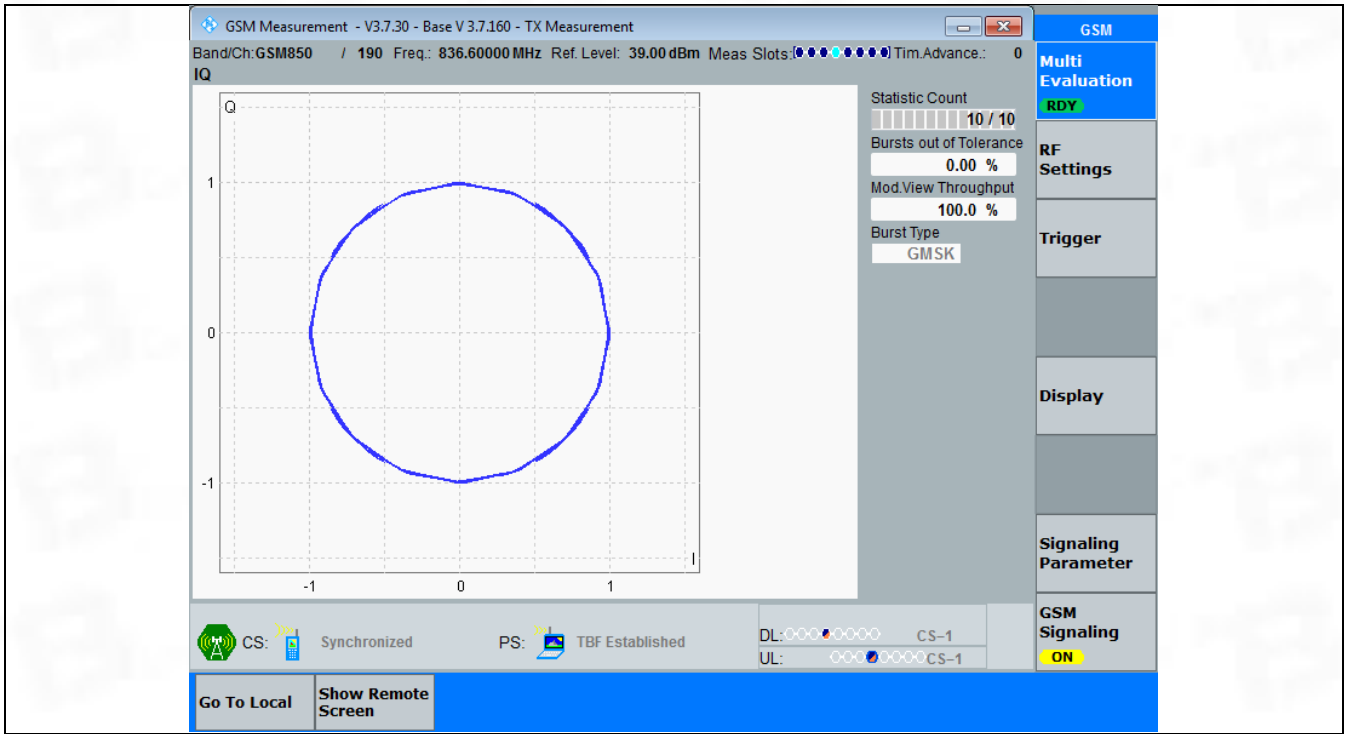 GSM Measurement - V3.7.30 - Base V 3.7.160 - TX Measurement
GSM
Band/Ch:GSM850 / 190 Freq.: 836.60000 MHz Ref. Level: 39.00 dBm Meas Slots: Tim.Advance.: 0
IQ
Multi
Evaluation
RDY
Q
Statistic Count
10 / 10
Bursts out of Tolerance
0.00 %
Mod.View Throughput
100.0 %
Burst Type
GMSK
RF
Settings
Trigger
1
0
-1
I
-1 0 1
Display
Signaling
Parameter
GSM
Signaling
ON
CS: Synchronized PS: TBF Established
DL: CS–1
UL: CS–1
Go To Local
Show Remote
Screen